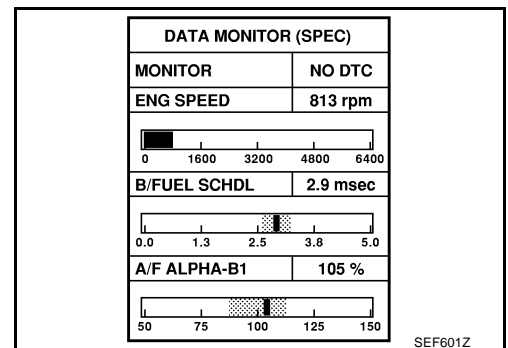 DATA MONITOR (SPEC)
MONITOR NO DTC
ENG SPEED 813 rpm
0 1600 3200 4800 6400
B/FUEL SCHDL 2.9 msec
0.0 1.3 2.5 3.8 5.0
A/F ALPHA-B1 105 %
50 75 100 125 150
SEF601Z